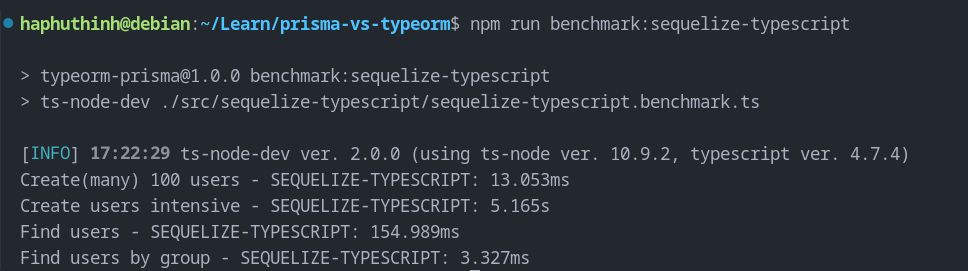 haphuthinh@debian:~/Learn/prisma-vs-typeorm$ npm run benchmark:sequelize-typescript
> typeorm-prisma@1.0.0 benchmark:sequelize-typescript
> ts-node-dev ./src/sequelize-typescript/sequelize-typescript.benchmark.ts
[INFO] 17:22:29 ts-node-dev ver. 2.0.0 (using ts-node ver. 10.9.2, typescript ver. 4.7.4)
Create(many) 100 users - SEQUELIZE-TYPESCRIPT: 13.053ms
Create users intensive - SEQUELIZE-TYPESCRIPT: 5.165s
Find users - SEQUELIZE-TYPESCRIPT: 154.989ms
Find users by group - SEQUELIZE-TYPESCRIPT: 3.327ms